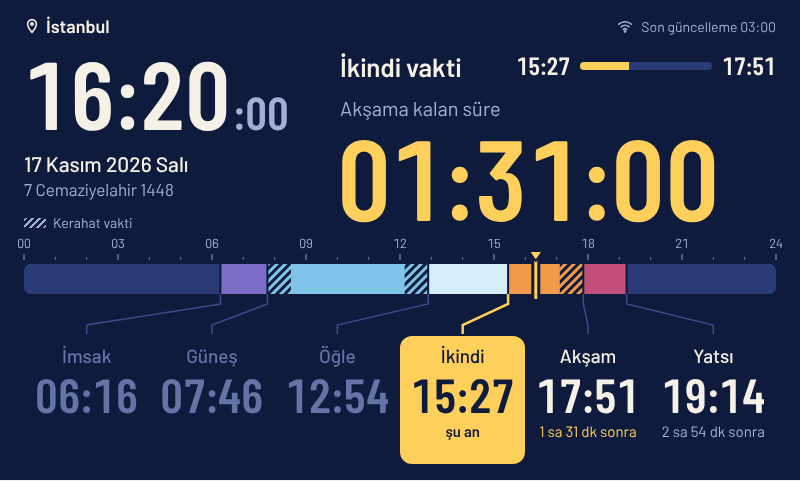 İstanbul
Son güncelleme 03:00
16:20:00
17 Kasım 2026 Salı
7 Cemaziyelahir 1448
Kerahat vakti
İkindi vakti
15:27 17:51
Akşama kalan süre
01:31:00
00 03 06 09 12 15 18 21 24
İmsak
06:16
Güneş
07:46
Öğle
12:54
İkindi
15:27
şu an
Akşam
17:51
1 sa 31 dk sonra
Yatsı
19:14
2 sa 54 dk sonra